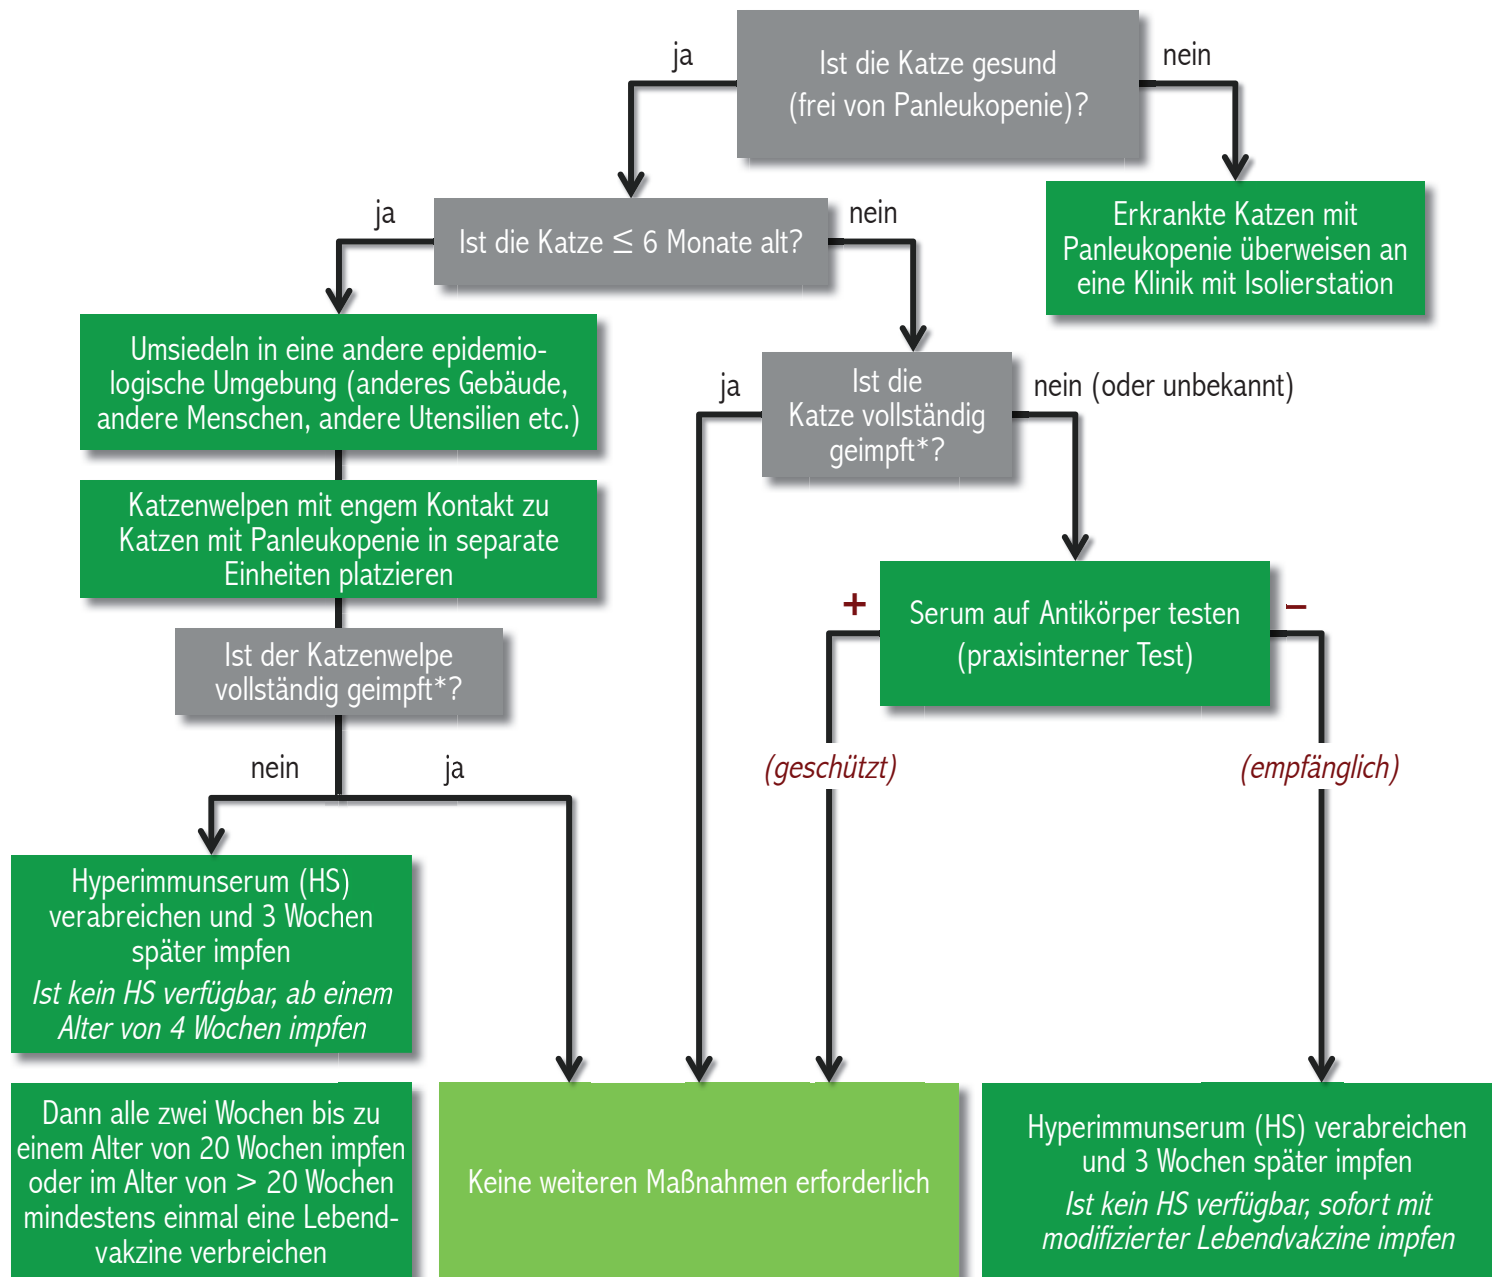 ja
Ist die Katze gesund
(frei von Panleukopenie)?
nein
ja
Ist die Katze ≤ 6 Monate alt?
nein
Erkrankte Katzen mit
Panleukopenie überweisen an
eine Klinik mit Isolierstation
Umsiedeln in eine andere epidemio-
logische Umgebung (anderes Gebäude,
andere Menschen, andere Utensilien etc.)
ja
Ist die
Katze vollständig
geimpft*?
nein (oder unbekannt)
Katzenwelpen mit engem Kontakt zu
Katzen mit Panleukopenie in separate
Einheiten platzieren
+
Serum auf Antikörper testen
(praxisinterner Test)
–
Ist der Katzenwelpe
vollständig geimpft*?
nein
ja
(geschützt)
(empfänglich)
Hyperimmunserum (HS)
verabreichen und 3 Wochen
später impfen
Ist kein HS verfügbar, ab einem
Alter von 4 Wochen impfen
Dann alle zwei Wochen bis zu
einem Alter von 20 Wochen impfen
oder im Alter von > 20 Wochen
mindestens einmal eine Lebend-
vakzine verbreichen
Keine weiteren Maßnahmen erforderlich
Hyperimmunserum (HS) verabreichen
und 3 Wochen später impfen
Ist kein HS verfügbar, sofort mit
modifizierter Lebendvakzine impfen